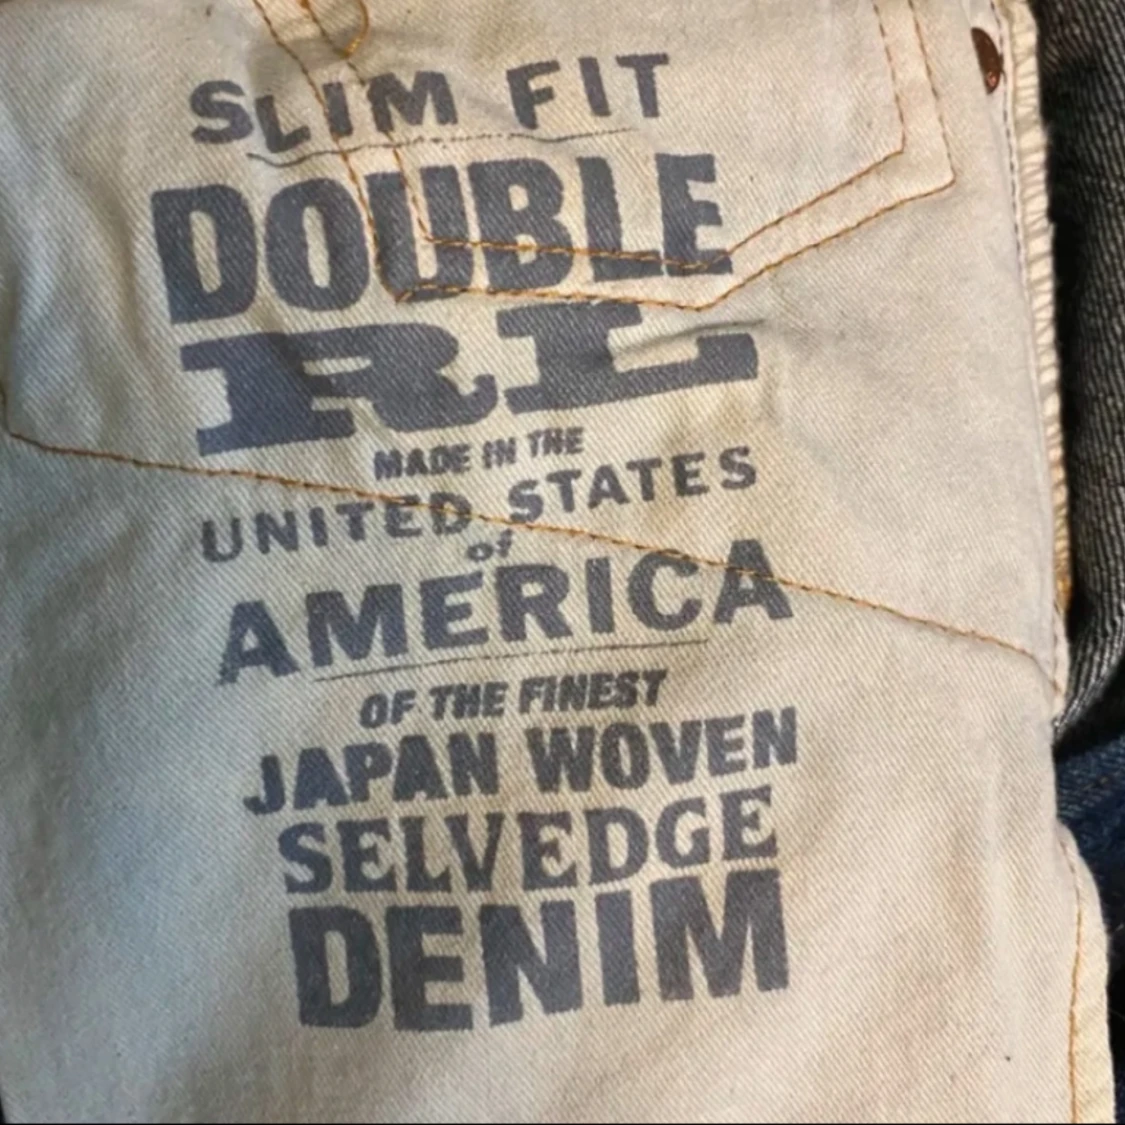 SLIM FIT
DOUBLE
RL
MADE IN THE
UNITED STATES
of
AMERICA
OF THE FINEST
JAPAN WOVEN
SELVEDGE
DENIM